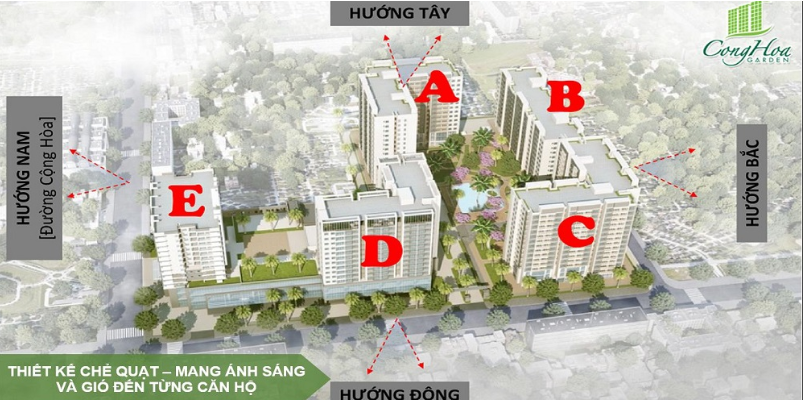 HƯỚNG TÂY
CongHoa
GARDEN
A
B
HƯỚNG NAM
[Đường Cộng Hòa]
HƯỚNG BẮC
E
D
C
THIẾT KẾ CHẼ QUẠT – MANG ÁNH SÁNG
VÀ GIÓ ĐẾN TỪNG CĂN HỘ
HƯỚNG ĐÔNG